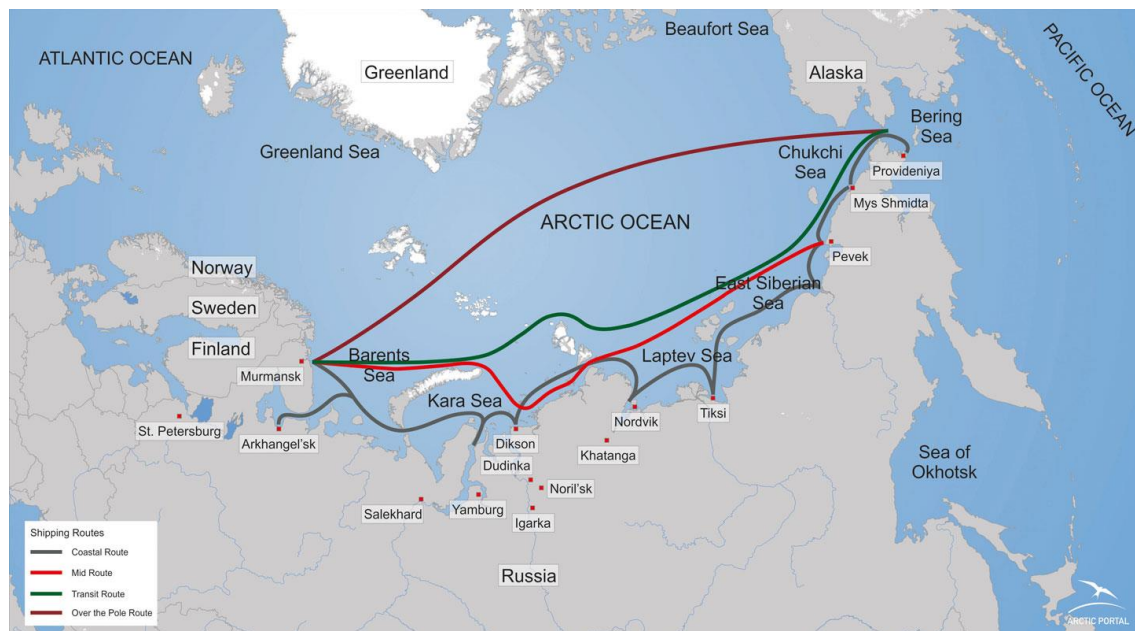 Beaufort Sea
PACIFIC OCEAN
ATLANTIC OCEAN
Greenland
Alaska
Bering
Sea
Greenland Sea
Chukchi
Sea
Provideniya
Mys Shmidta
ARCTIC OCEAN
Pevek
Norway
East Siberian
Sea
Sweden
Finland
Barents
Sea
Laptev Sea
Murmansk
Kara Sea
Nordvik
Tiksi
St. Petersburg
Arkhangel'sk
Dikson
Khatanga
Sea of
Okhotsk
Dudinka
Noril'sk
Salekhard
Yamburg
Igarka
Russia
Shipping Routes
Coastal Route
Mid Route
Transit Route
Over the Pole Route
ARCTIC PORTAL